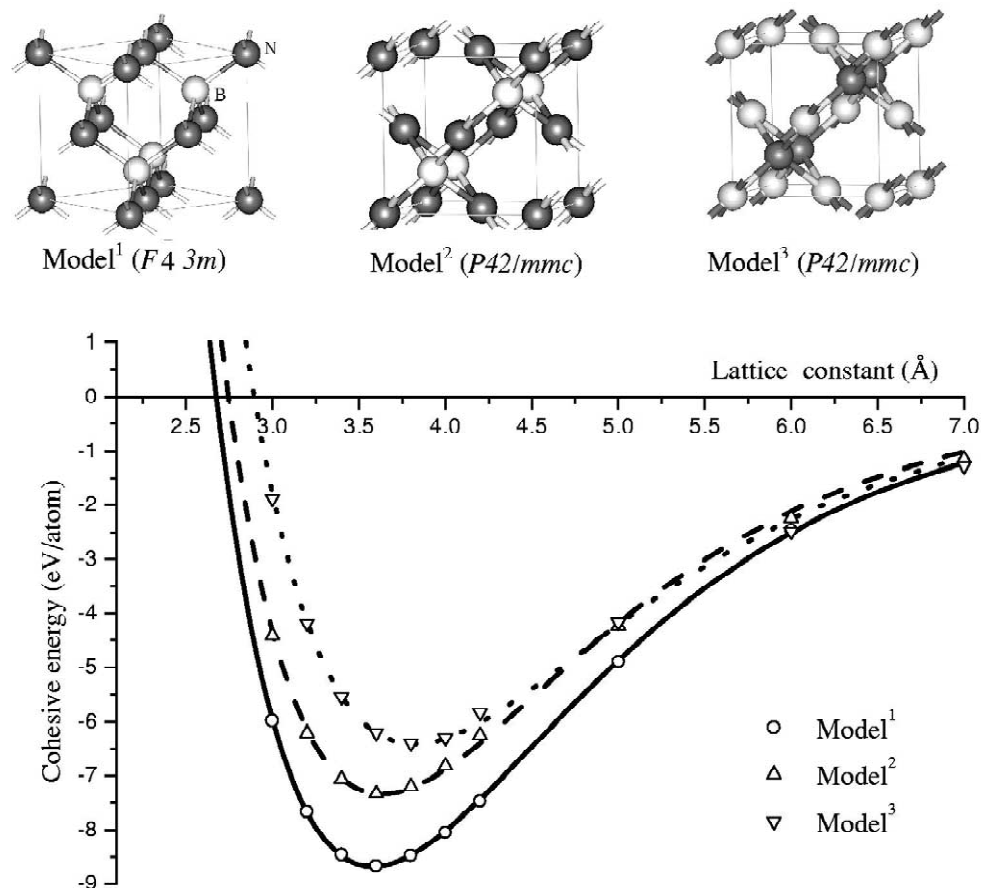 N
B
Model¹ (F4̄ 3m)
Model² (P42/mmc)
Model³ (P42/mmc)
1
Lattice constant (Å)
0
2.5 3.0 3.5 4.0 4.5 5.0 5.5 6.0 6.5 7.0
-1
-2
-3
-4
-5
-6
-7
-8
-9
Cohesive energy (eV/atom)
Model¹
Model²
Model³